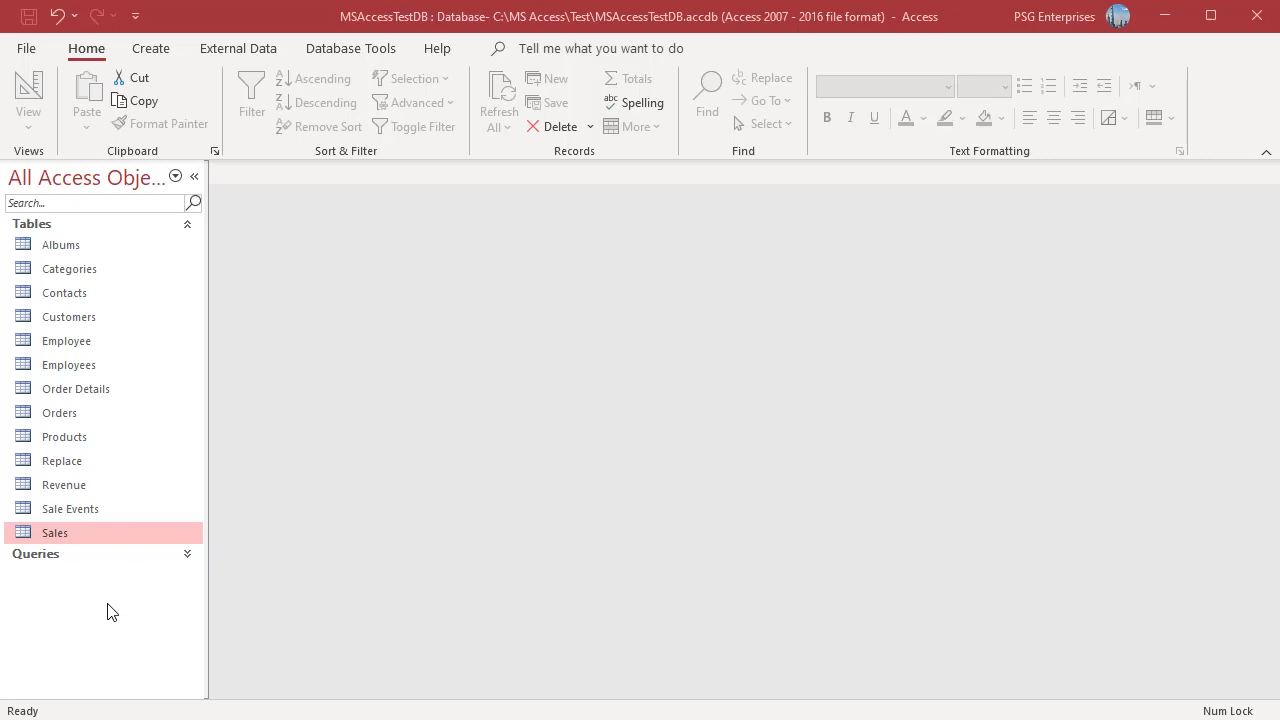 MSAccessTestDB : Database- C:\MS Access\Test\MSAccessTestDB.accdb (Access 2007 - 2016 file format) - Access
PSG Enterprises
File Home Create External Data Database Tools Help Tell me what you want to do
View
Views
Paste
Cut
Copy
Format Painter
Clipboard
Filter
Ascending
Descending
Remove Sort
Selection
Advanced
Toggle Filter
Sort & Filter
Refresh
All
New
Save
Delete
Totals
Spelling
More
Records
Find
Replace
Go To
Select
Find
B I U
Text Formatting
All Access Obje...
Search...
Tables
Albums
Categories
Contacts
Customers
Employee
Employees
Order Details
Orders
Products
Replace
Revenue
Sale Events
Sales
Queries
Ready
Num Lock